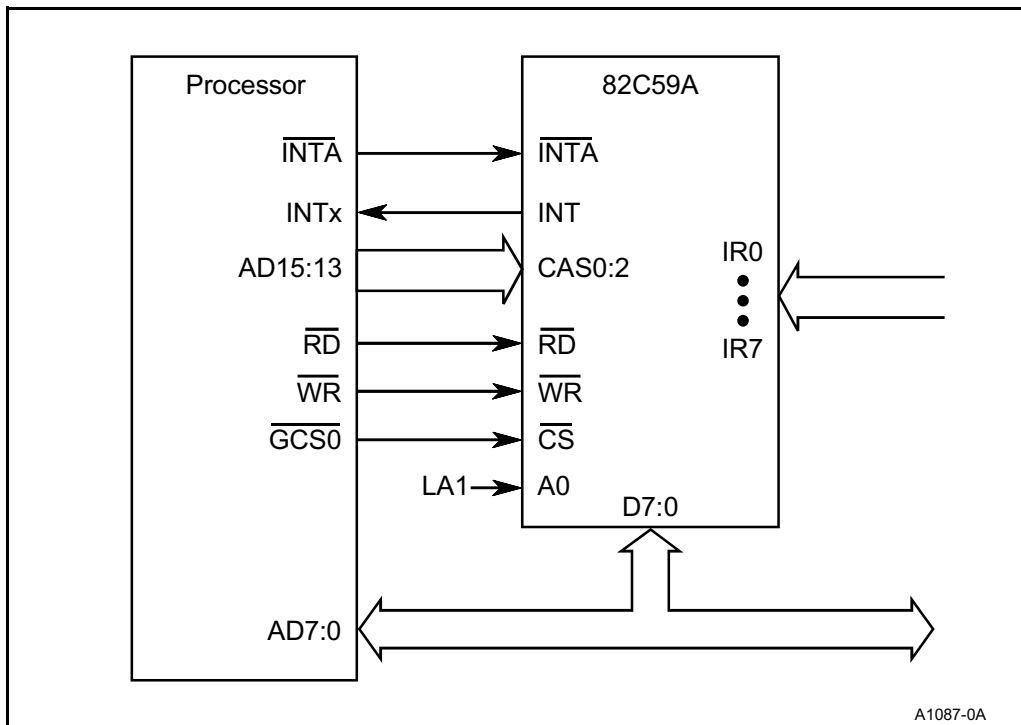 Processor
82C59A
INTA
INTA
INTx
INT
AD15:13
CAS0:2
IR0
IR7
RD
RD
WR
WR
GCS0
CS
LA1
A0
D7:0
AD7:0
A1087-0A